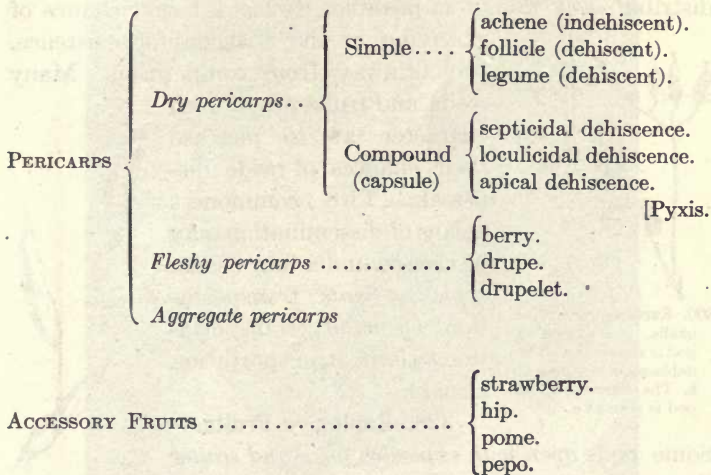 Simple .... achene (indehiscent).
follicle (dehiscent).
legume (dehiscent).
Dry pericarps ..
Compound septicidal dehiscence.
(capsule) loculicidal dehiscence.
apical dehiscence.
[Pyxis.
PERICARPS
berry.
Fleshy pericarps ............ drupe.
drupelet.
Aggregate pericarps
strawberry.
ACCESSORY FRUITS ...................... hip.
pome.
pepo.